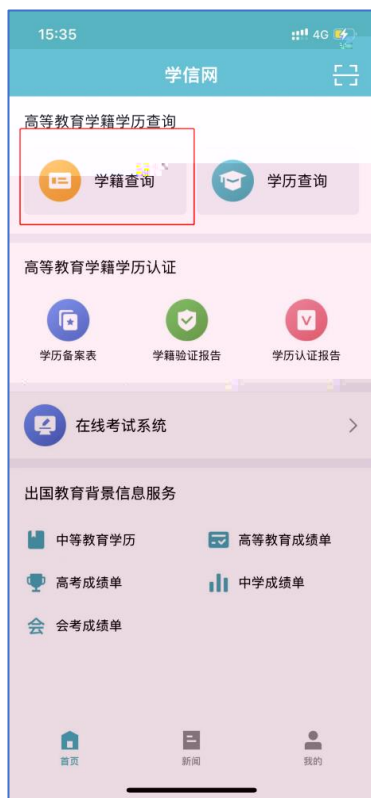 15:35
4G
学信网
高等教育学籍学历查询
学籍查询
学历查询
高等教育学籍学历认证
学历备案表
学籍验证报告
学历认证报告
在线考试系统
出国教育背景信息服务
中等教育学历
高等教育成绩单
高考成绩单
中学成绩单
会 会考成绩单
首页
新闻
我的